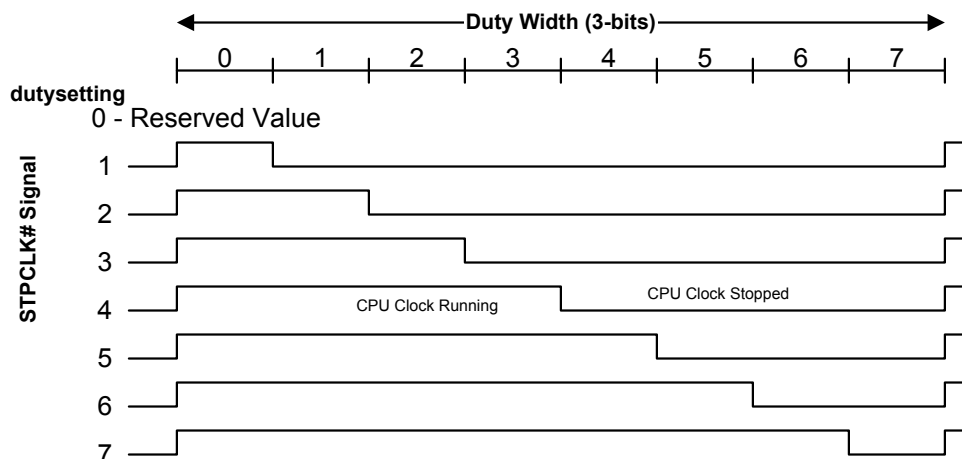 Duty Width (3-bits)
0 1 2 3 4 5 6 7
dutysetting
0 - Reserved Value
STPCLK# Signal
1
2
3
4 CPU Clock Running CPU Clock Stopped
5
6
7